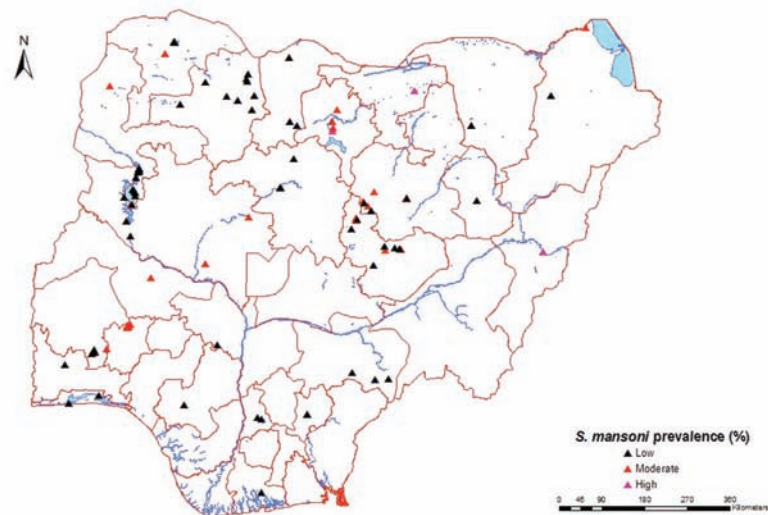 N
S. mansoni prevalence (%)
Low
Moderate
High
0 45 90 180 270 360
Kilometers